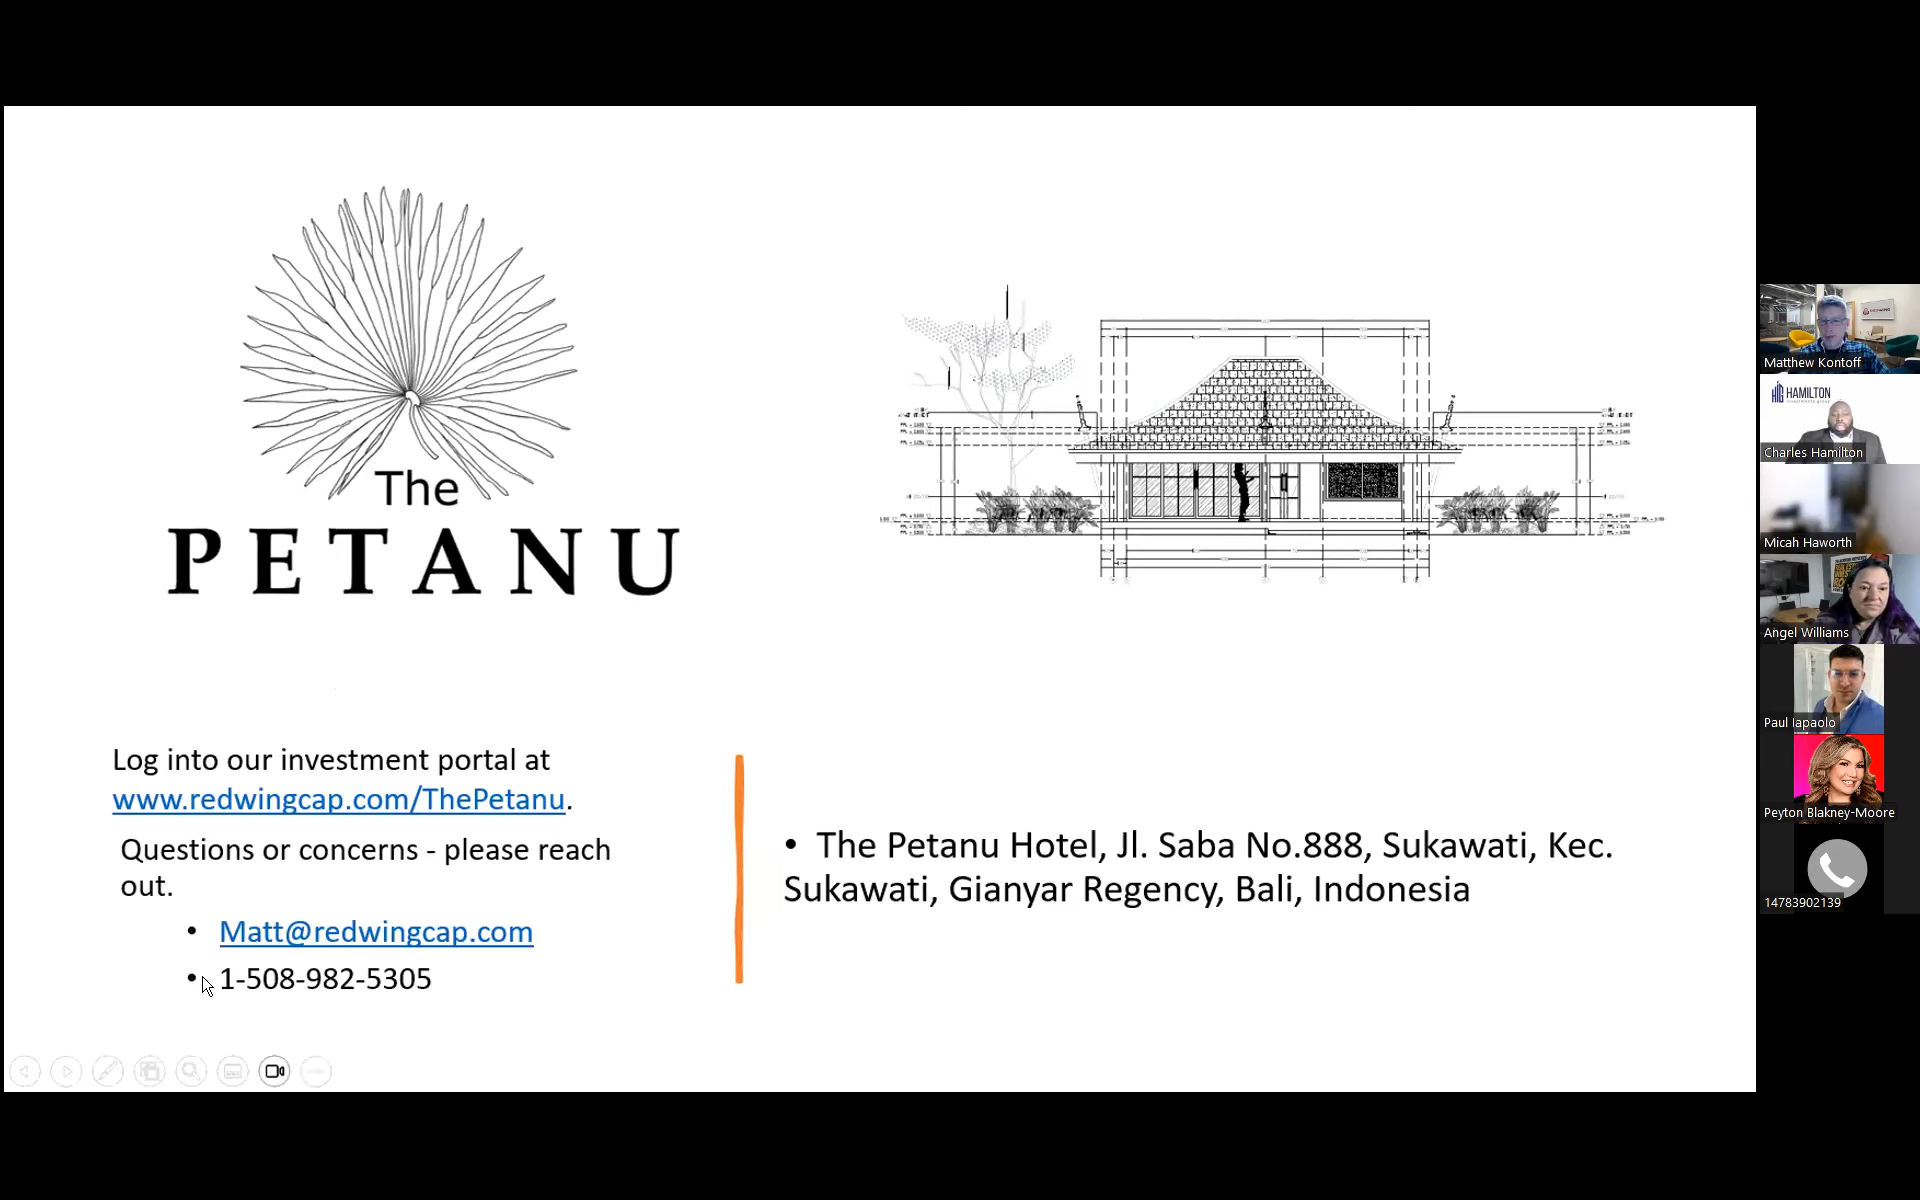 The
PETANU
Log into our investment portal at
www.redwingcap.com/ThePetanu.
Questions or concerns - please reach
out.
• Matt@redwingcap.com
• 1-508-982-5305
• The Petanu Hotel, Jl. Saba No.888, Sukawati, Kec.
Sukawati, Gianyar Regency, Bali, Indonesia
Matthew Kontoff
HAMILTON
Charles Hamilton
Micah Haworth
Angel Williams
Paul Iapaolo
Peyton Blakney-Moore
14783902139